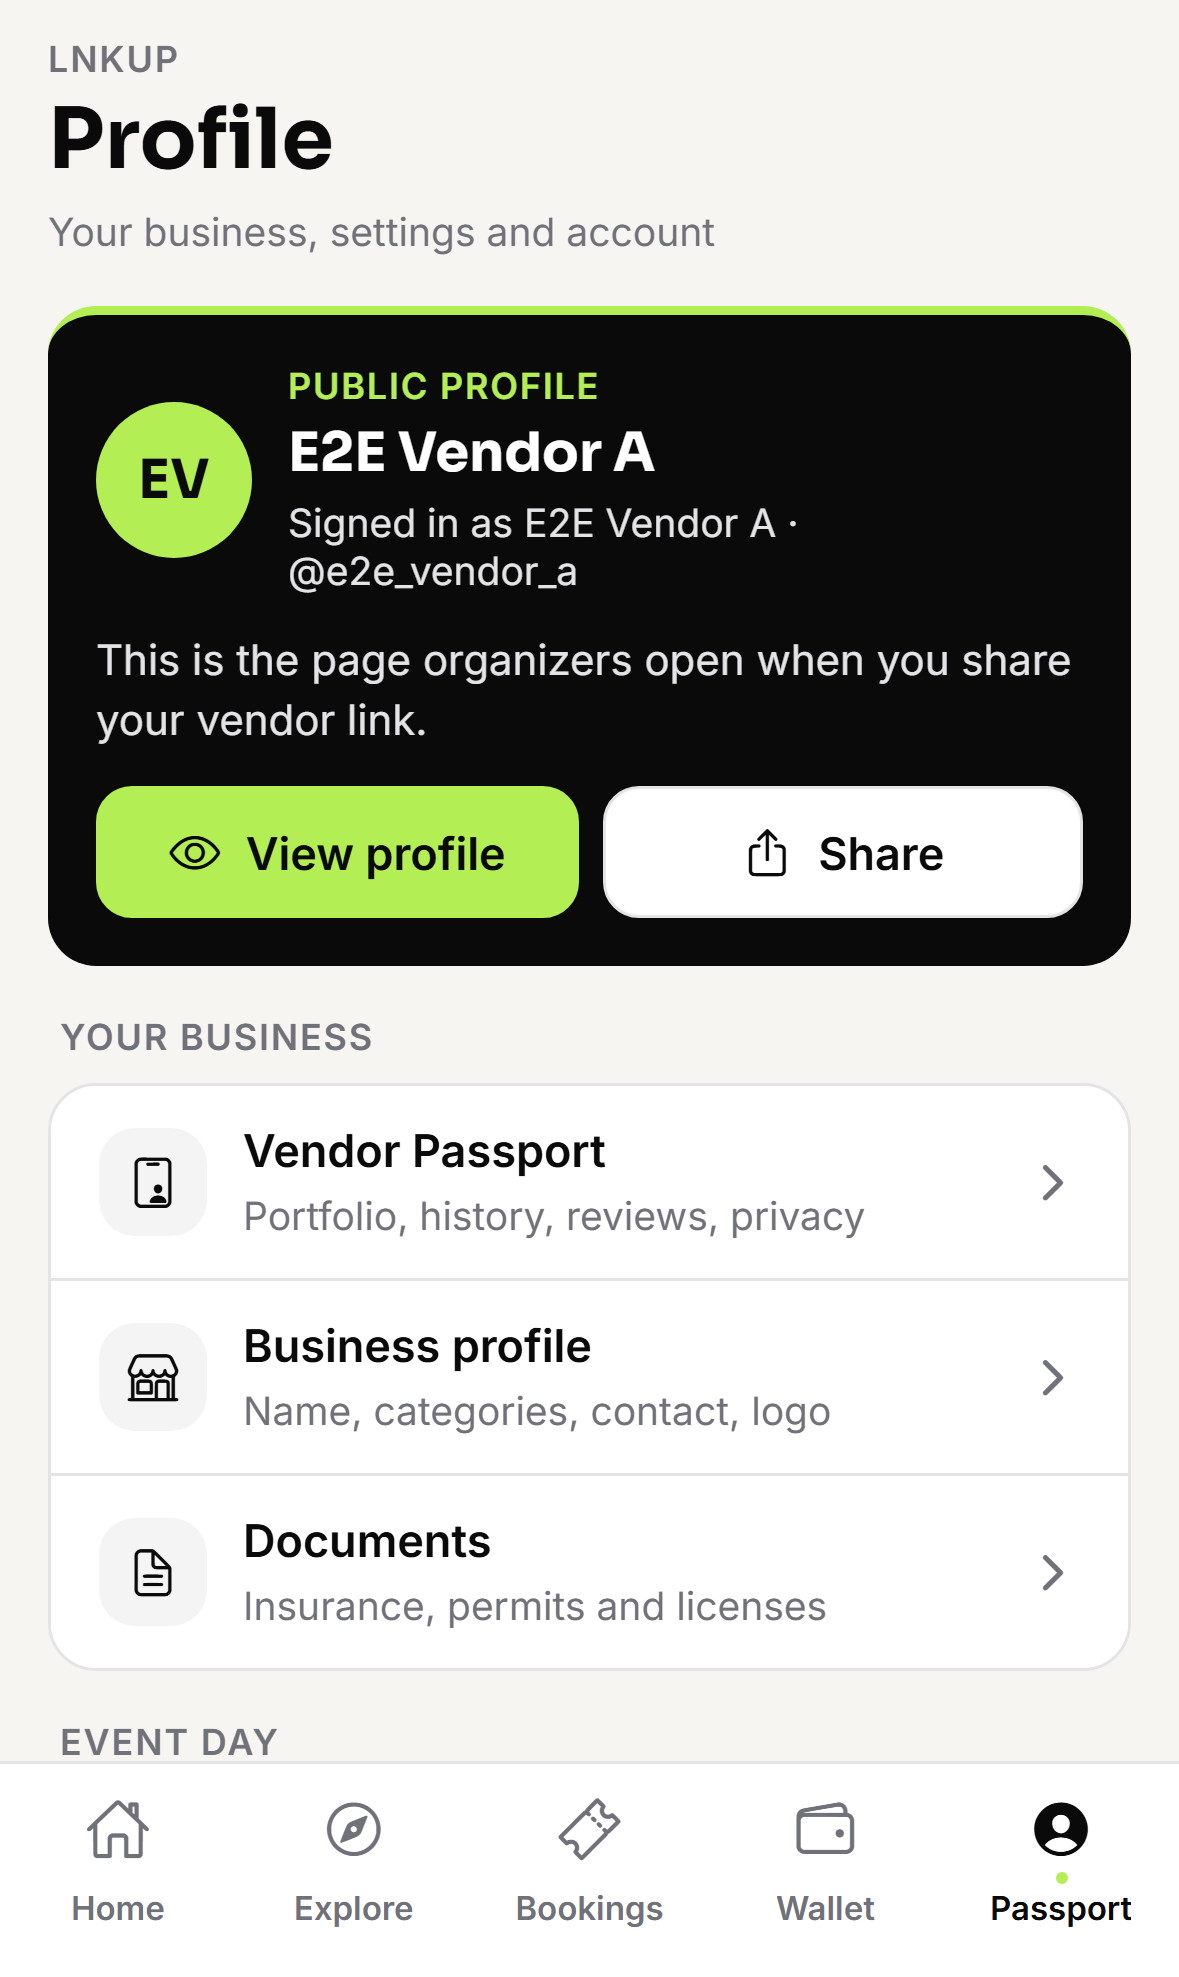 LNKUP
Profile
Your business, settings and account
PUBLIC PROFILE
EV
E2E Vendor A
Signed in as E2E Vendor A ·
@e2e_vendor_a
This is the page organizers open when you share
your vendor link.
View profile
Share
YOUR BUSINESS
Vendor Passport
Portfolio, history, reviews, privacy
Business profile
Name, categories, contact, logo
Documents
Insurance, permits and licenses
EVENT DAY
Home
Explore
Bookings
Wallet
Passport